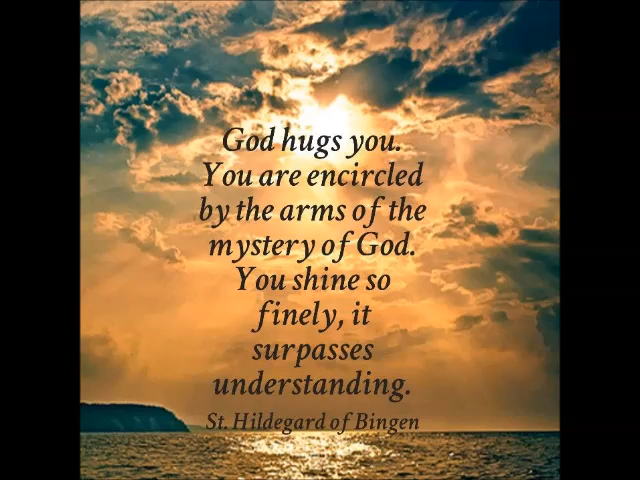 God hugs you.
You are encircled
by the arms of the
mystery of God.
You shine so
finely, it
surpasses
understanding.
St. Hildegard of Bingen